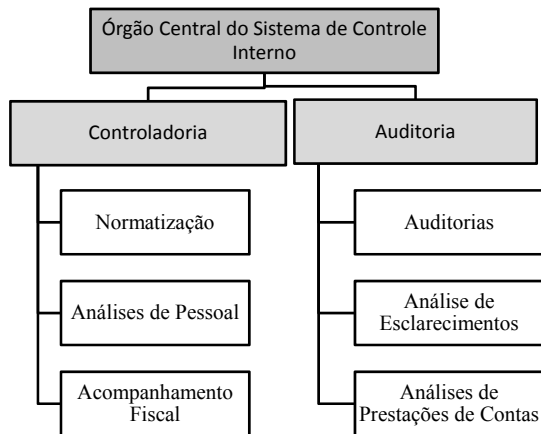 Órgão Central do Sistema de Controle
Interno
Controladoria
Auditoria
Normatização
Auditorias
Análises de Pessoal
Análise de
Esclarecimentos
Acompanhamento
Fiscal
Análises de
Prestações de Contas